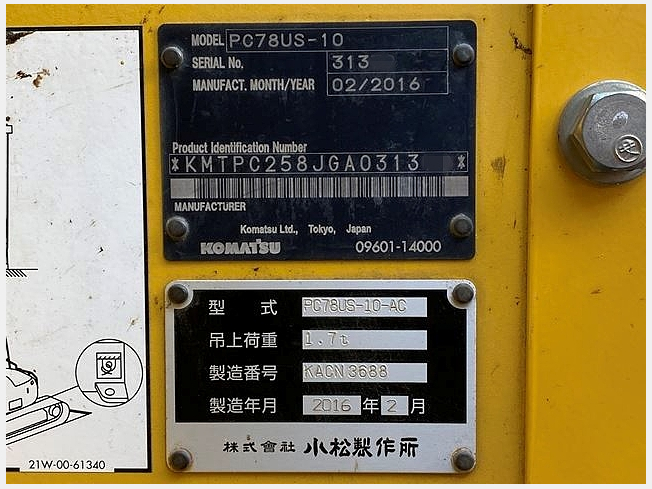 MODEL PC78US-10
SERIAL No. 313
MANUFACT. MONTH/YEAR 02/2016
Product Identification Number
*KMTPC258JGA0313 *
MANUFACTURER
Komatsu Ltd., Tokyo, Japan
KOMATSU 09601-14000
型 式 PC78US-10-AC
吊上荷重 1.7t
製造番号 KACN3688
製造年月 2016 年 2 月
株式會社 小松製作所
21W-00-61340